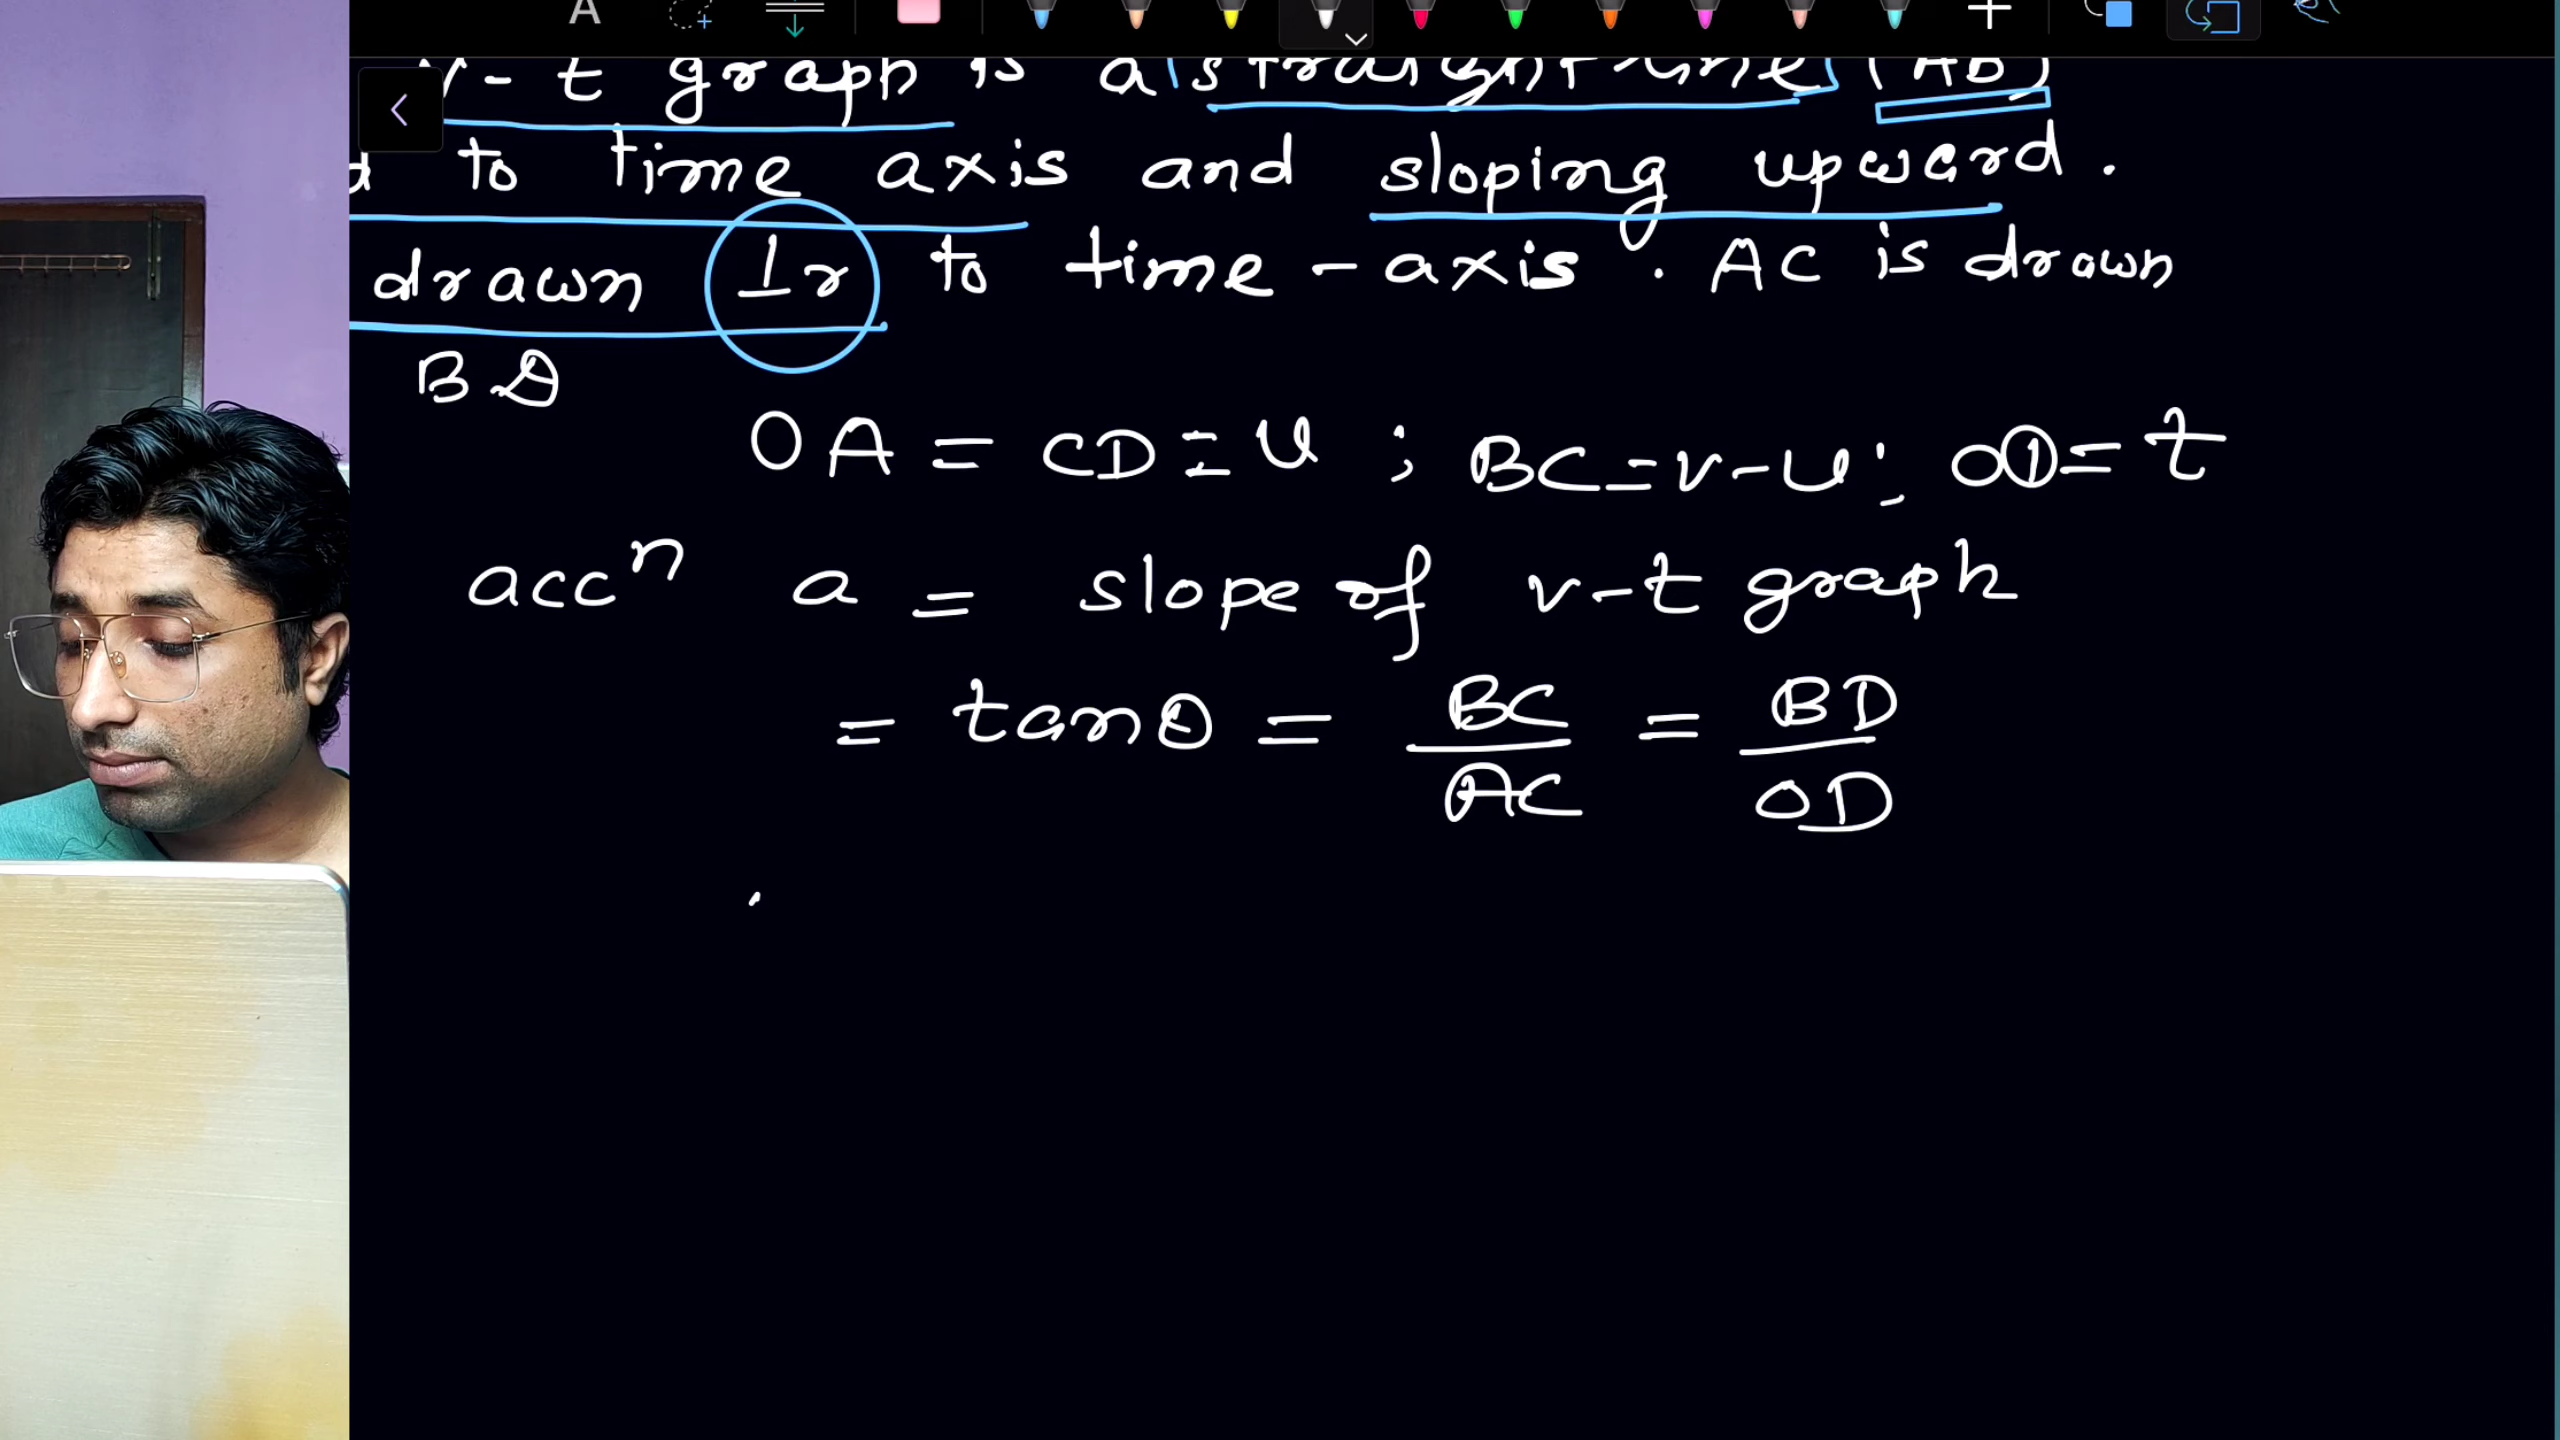 A
v-t graph is a straight line (AB)
d to time axis and sloping upward.
drawn ⊥r to time-axis. AC is drawn
BD
OA = CD = u ; BC = v-u ; OD = t
accⁿ a = slope of v-t graph
= tanθ = BC/AC = BD/OD